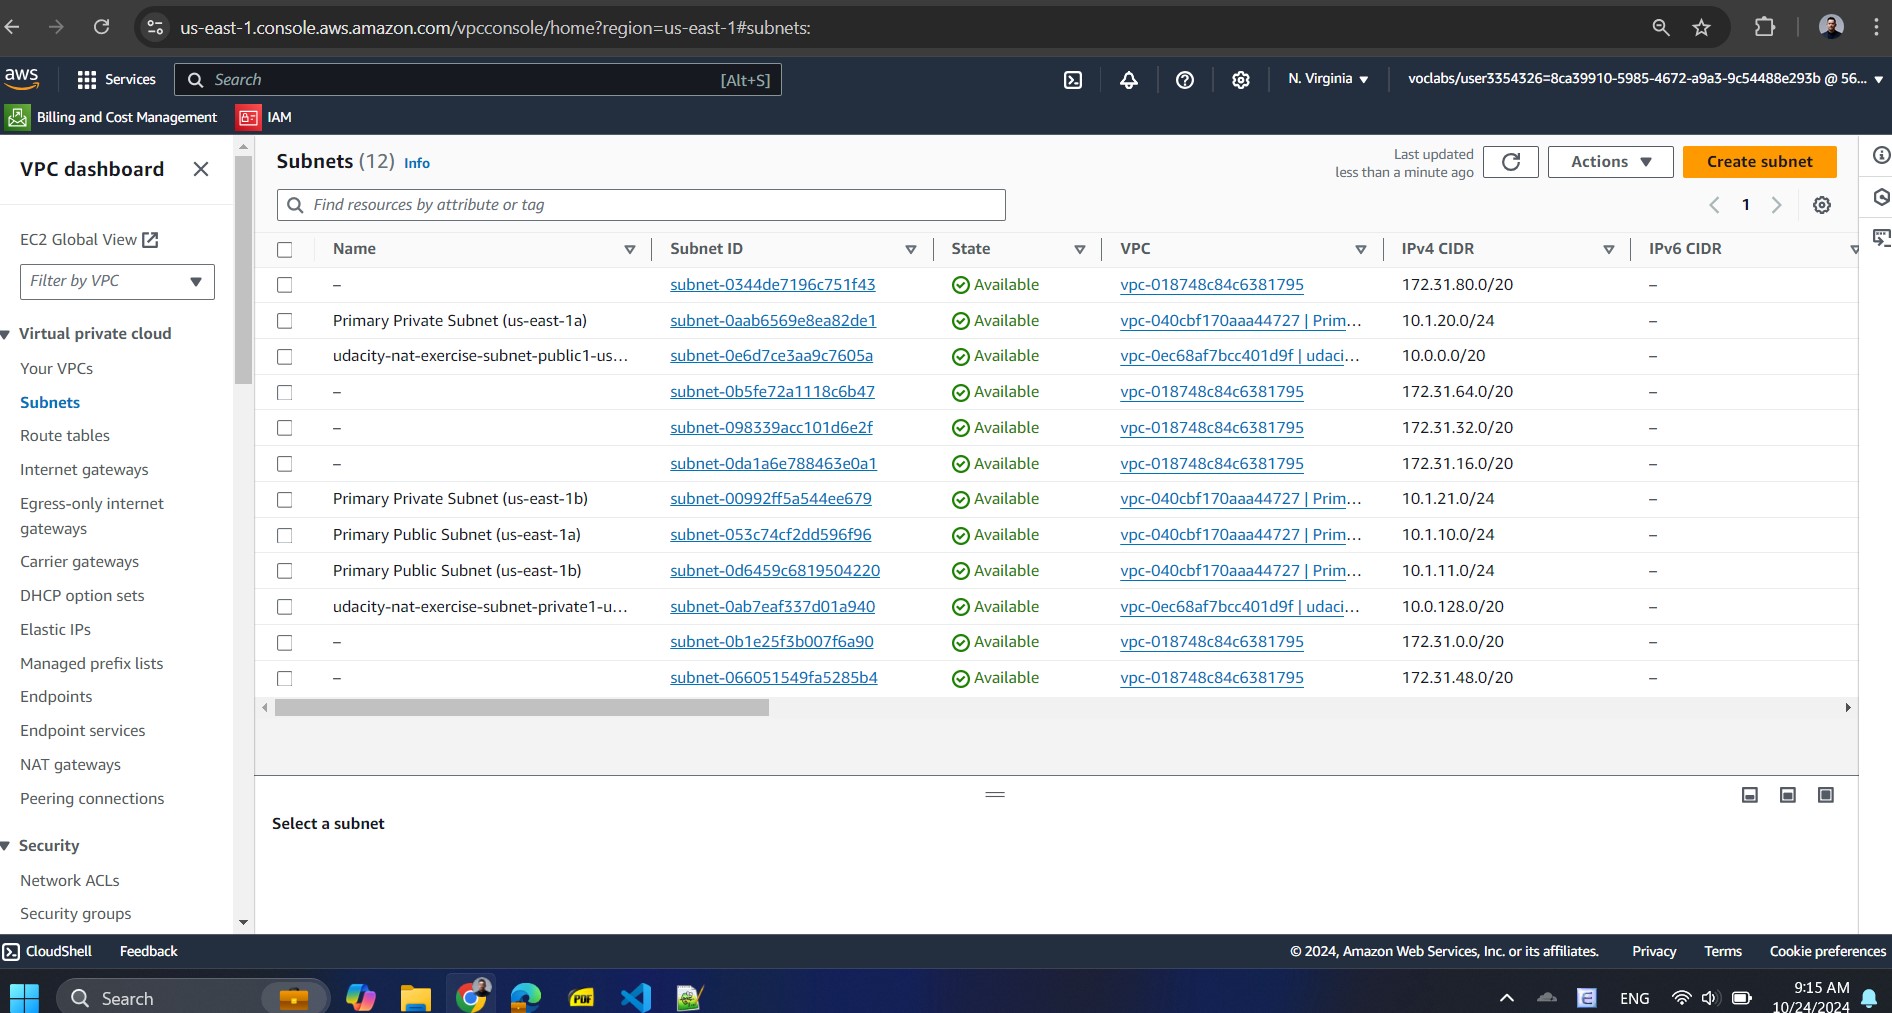 us-east-1.console.aws.amazon.com/vpcconsole/home?region=us-east-1#subnets:
aws Services Search [Alt+S] N. Virginia voclabs/user3354326=8ca39910-5985-4672-a9a3-9c54488e293b @ 56...
Billing and Cost Management IAM
VPC dashboard
EC2 Global View
Filter by VPC
Virtual private cloud
Your VPCs
Subnets
Route tables
Internet gateways
Egress-only internet
gateways
Carrier gateways
DHCP option sets
Elastic IPs
Managed prefix lists
Endpoints
Endpoint services
NAT gateways
Peering connections
Security
Network ACLs
Security groups
Subnets (12) Info
Last updated
less than a minute ago
Actions
Create subnet
Find resources by attribute or tag
1
Name Subnet ID State VPC IPv4 CIDR IPv6 CIDR
– subnet-0344de7196c751f43 Available vpc-018748c84c6381795 172.31.80.0/20 –
Primary Private Subnet (us-east-1a) subnet-0aab6569e8ea82de1 Available vpc-040cbf170aaa44727 | Prim... 10.1.20.0/24 –
udacity-nat-exercise-subnet-public1-us... subnet-0e6d7ce3aa9c7605a Available vpc-0ec68af7bcc401d9f | udaci... 10.0.0.0/20 –
– subnet-0b5fe72a1118c6b47 Available vpc-018748c84c6381795 172.31.64.0/20 –
– subnet-098339acc101d6e2f Available vpc-018748c84c6381795 172.31.32.0/20 –
– subnet-0da1a6e788463e0a1 Available vpc-018748c84c6381795 172.31.16.0/20 –
Primary Private Subnet (us-east-1b) subnet-00992ff5a544ee679 Available vpc-040cbf170aaa44727 | Prim... 10.1.21.0/24 –
Primary Public Subnet (us-east-1a) subnet-053c74cf2dd596f96 Available vpc-040cbf170aaa44727 | Prim... 10.1.10.0/24 –
Primary Public Subnet (us-east-1b) subnet-0d6459c6819504220 Available vpc-040cbf170aaa44727 | Prim... 10.1.11.0/24 –
udacity-nat-exercise-subnet-private1-u... subnet-0ab7eaf337d01a940 Available vpc-0ec68af7bcc401d9f | udaci... 10.0.128.0/20 –
– subnet-0b1e25f3b007f6a90 Available vpc-018748c84c6381795 172.31.0.0/20 –
– subnet-066051549fa5285b4 Available vpc-018748c84c6381795 172.31.48.0/20 –
Select a subnet
CloudShell Feedback © 2024, Amazon Web Services, Inc. or its affiliates. Privacy Terms Cookie preferences
Search PDF ENG 9:15 AM
10/24/2024